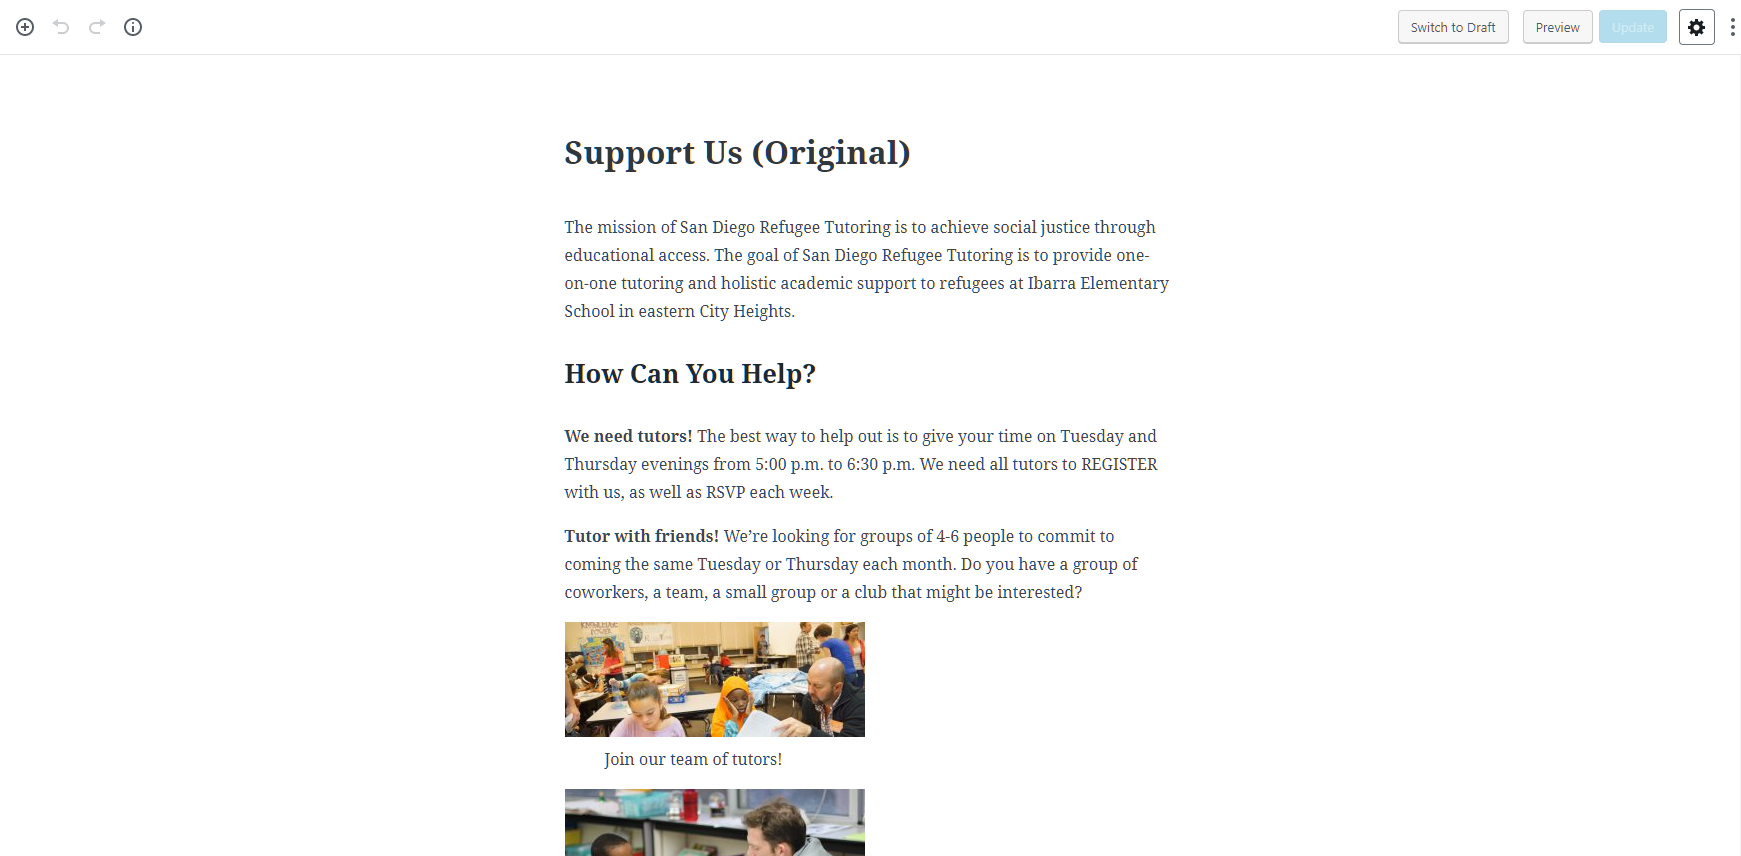 Switch to Draft Preview Update
Support Us (Original)
The mission of San Diego Refugee Tutoring is to achieve social justice through
educational access. The goal of San Diego Refugee Tutoring is to provide one-
on-one tutoring and holistic academic support to refugees at Ibarra Elementary
School in eastern City Heights.
How Can You Help?
We need tutors! The best way to help out is to give your time on Tuesday and
Thursday evenings from 5:00 p.m. to 6:30 p.m. We need all tutors to REGISTER
with us, as well as RSVP each week.
Tutor with friends! We’re looking for groups of 4-6 people to commit to
coming the same Tuesday or Thursday each month. Do you have a group of
coworkers, a team, a small group or a club that might be interested?
KNOWLEDGE
POWER
Join our team of tutors!